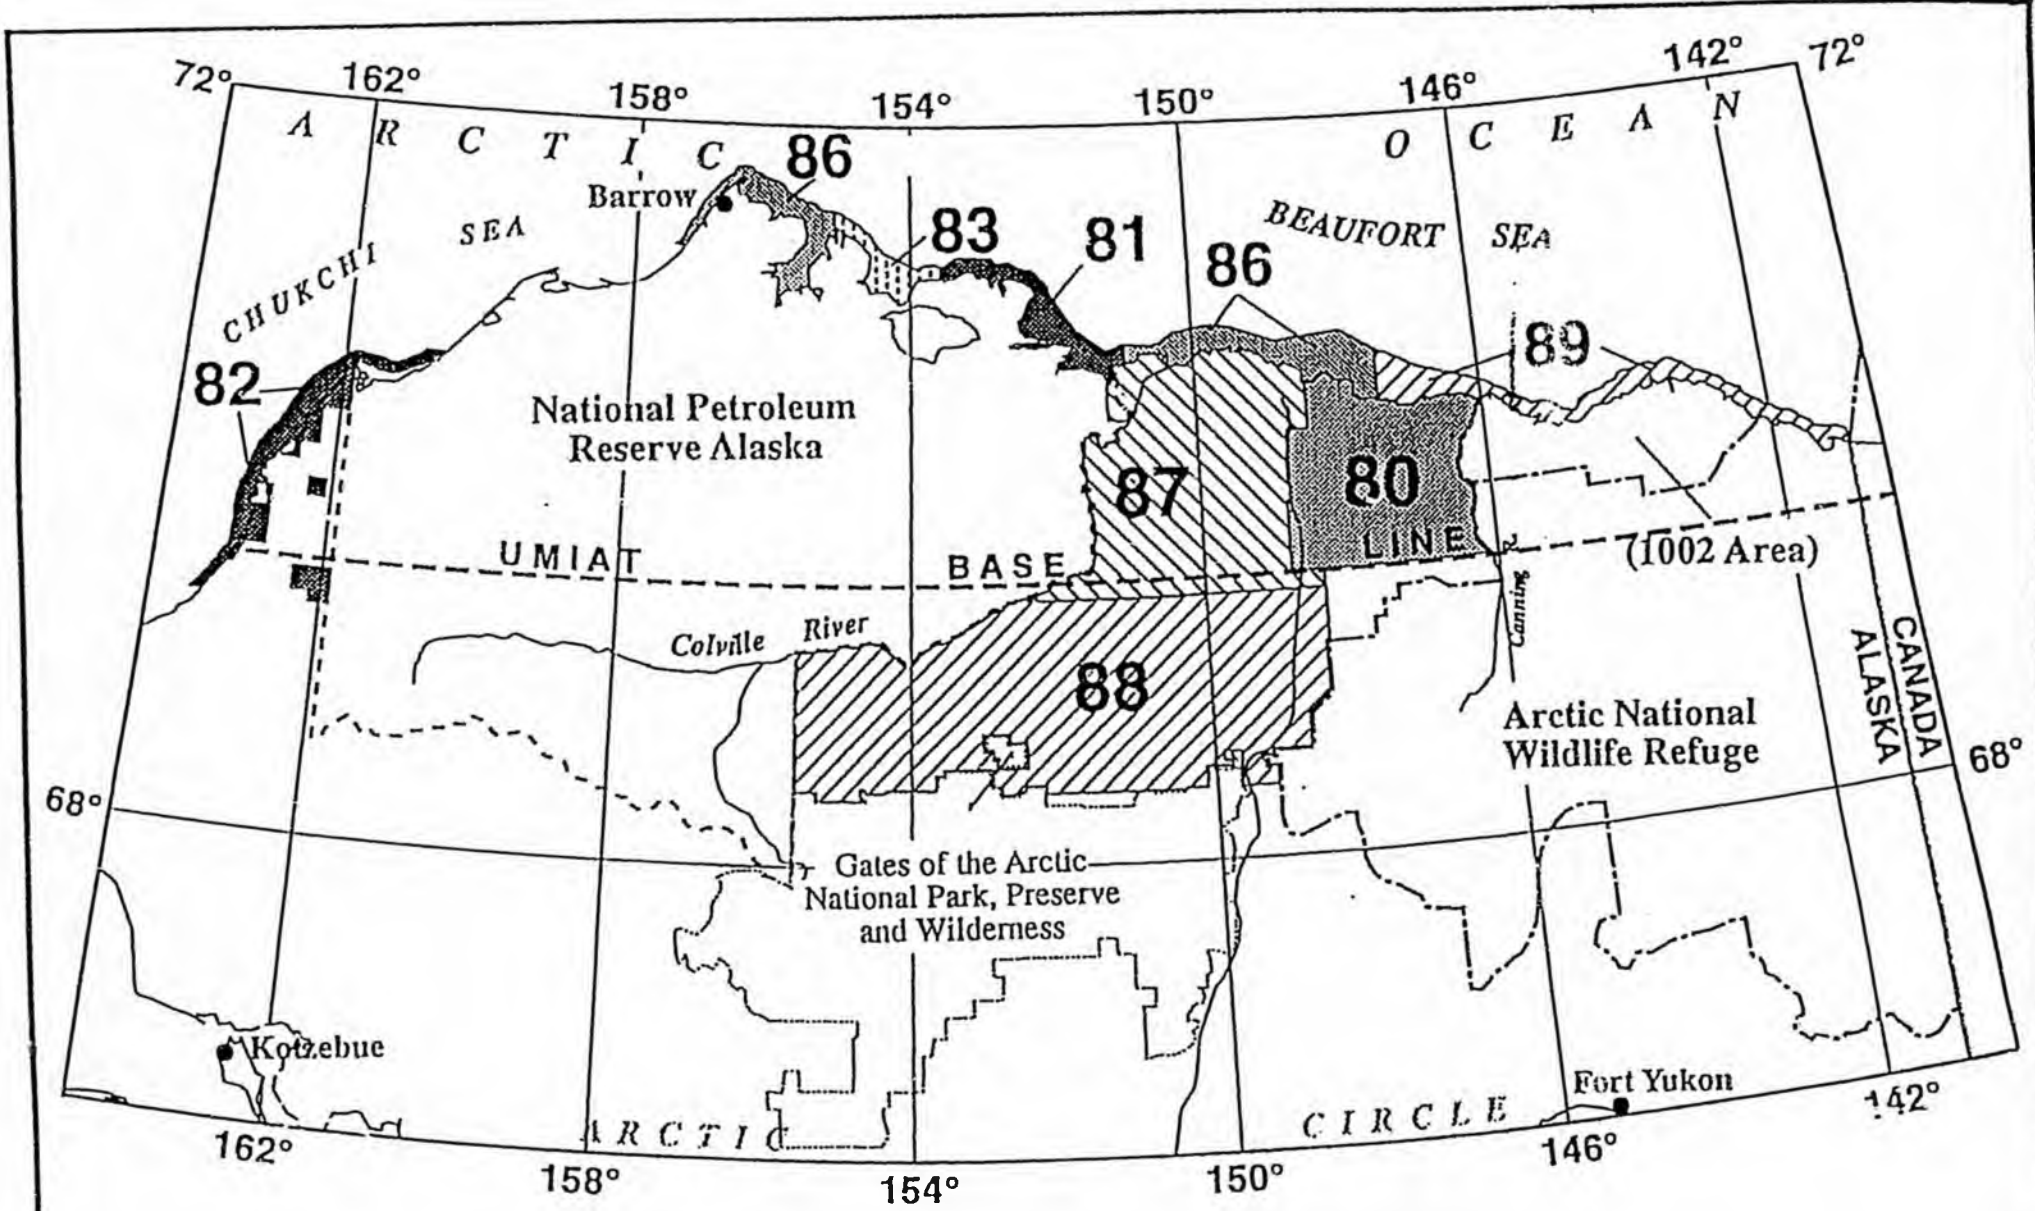 72° 162° 158° 154° 150° 146° 142° 72°
ARCTIC OCEAN
86
Barrow
CHUKCHI SEA
83
81
BEAUFORT SEA
86
89
82
National Petroleum
Reserve Alaska
87
80
UMIAT BASE LINE
(1002 Area)
Canning
Colville River
88
CANADA
ALASKA
Arctic National
Wildlife Refuge
68°
68°
Gates of the Arctic
National Park, Preserve
and Wilderness
Kotzebue
Fort Yukon
ARCTIC CIRCLE
162° 158° 154° 150° 146° 142°